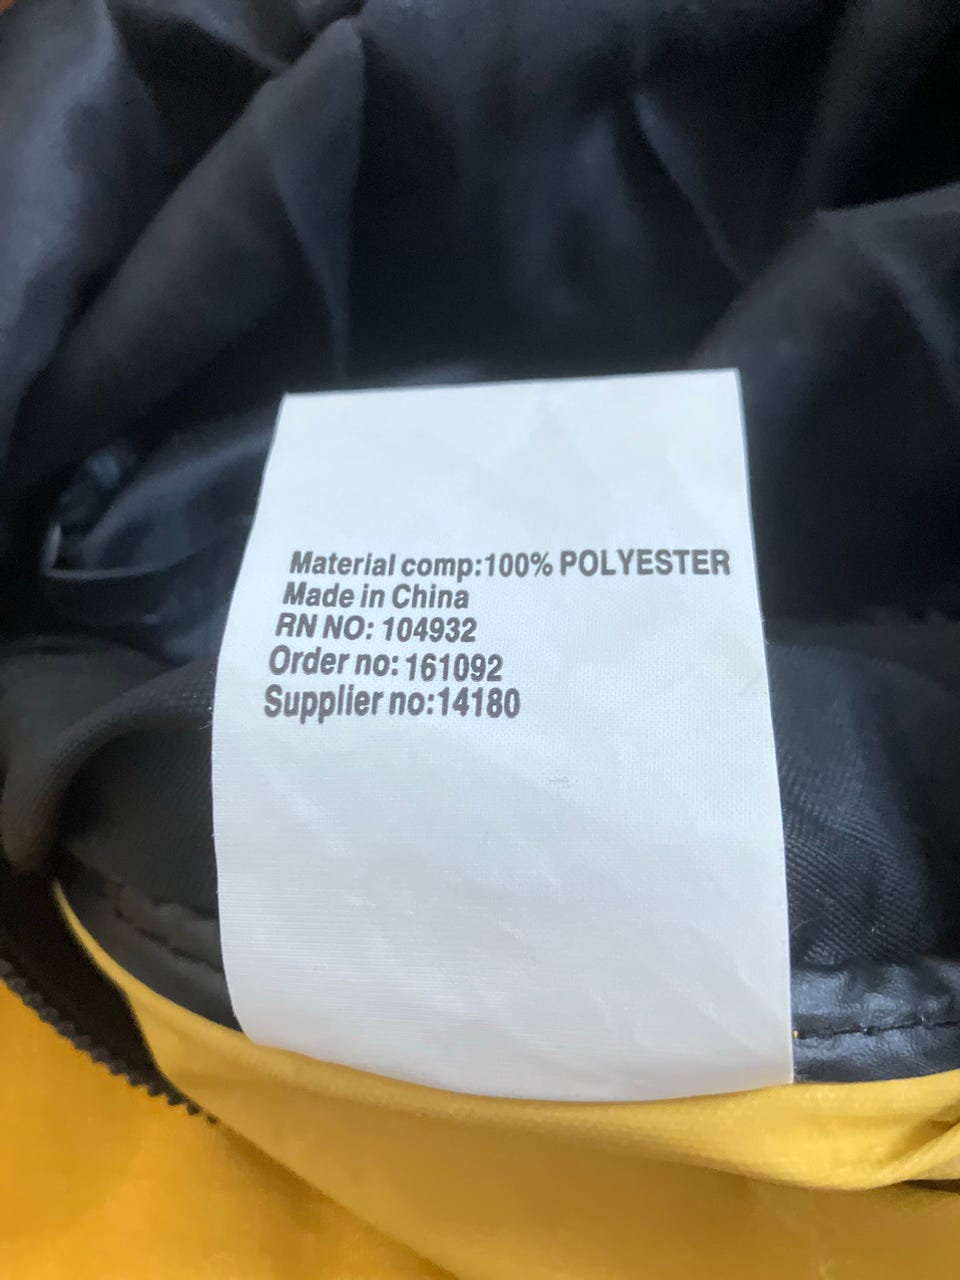 Material comp:100% POLYESTER
Made in China
RN NO: 104932
Order no: 161092
Supplier no:14180